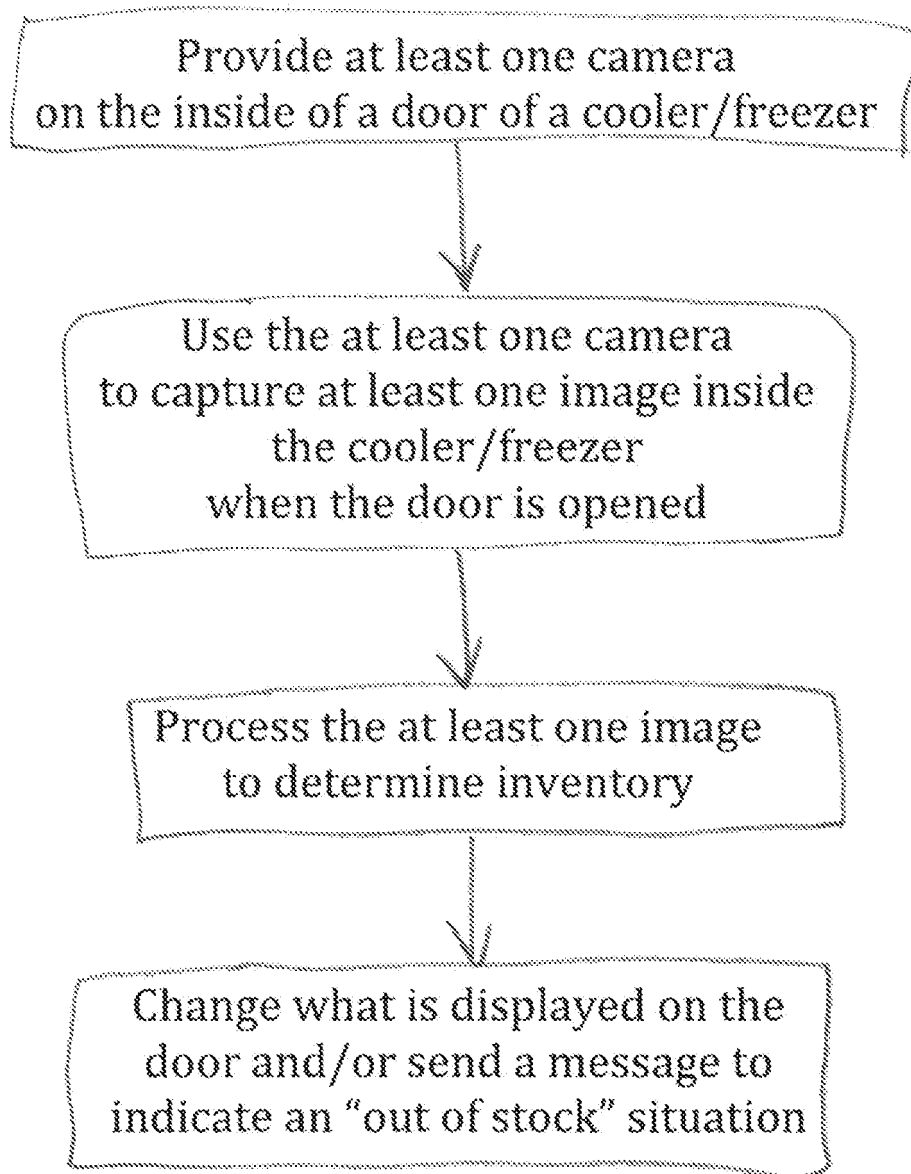 Provide at least one camera
on the inside of a door of a cooler/freezer
Use the at least one camera
to capture at least one image inside
the cooler/freezer
when the door is opened
Process the at least one image
to determine inventory
Change what is displayed on the
door and/or send a message to
indicate an “out of stock” situation